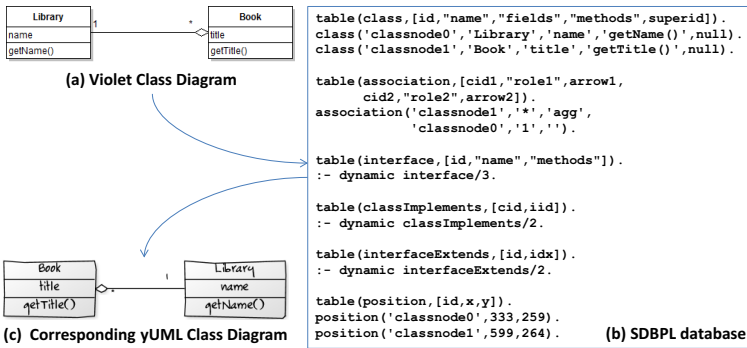 Library
name
getName()
1
*
Book
title
getTitle()
(a) Violet Class Diagram
table(class,[id,"name","fields","methods",superid]).
class('classnode0','Library','name','getName()',null).
class('classnode1','Book','title','getTitle()',null).
table(association,[cid1,"role1",arrow1,
cid2,"role2",arrow2]).
association('classnode1','*','agg',
'classnode0','1','').
table(interface,[id,"name","methods"]).
:- dynamic interface/3.
table(classImplements,[cid,iid]).
:- dynamic classImplements/2.
table(interfaceExtends,[id,idx]).
:- dynamic interfaceExtends/2.
table(position,[id,x,y]).
position('classnode0',333,259).
position('classnode1',599,264).
(b) SDBPL database
Book
title
getTitle()
*
1
Library
name
getName()
(c) Corresponding yUML Class Diagram